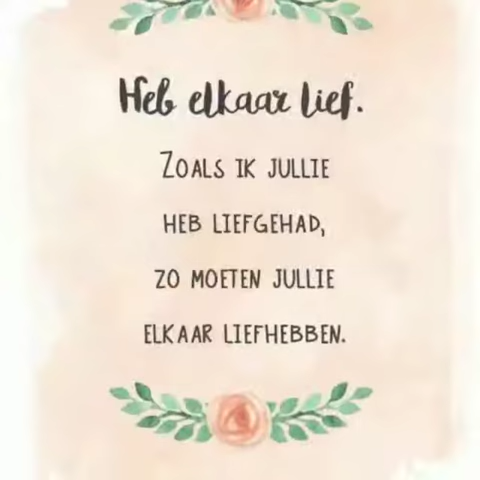 Heb elkaar lief.
ZOALS IK JULLIE
HEB LIEFGEHAD,
ZO MOETEN JULLIE
ELKAAR LIEFHEBBEN.